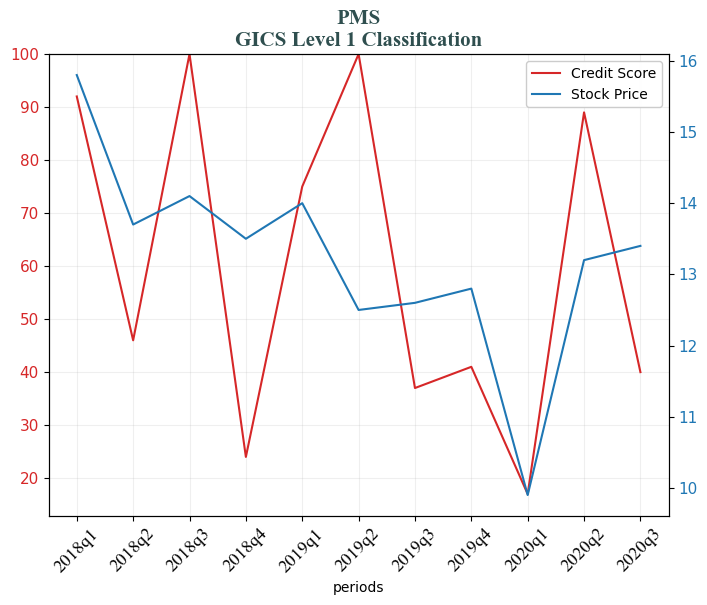 PMS
GICS Level 1 Classification
Credit Score
Stock Price
100
90
80
70
60
50
40
30
20
16
15
14
13
12
11
10
2018q1
2018q2
2018q3
2018q4
2019q1
2019q2
2019q3
2019q4
2020q1
2020q2
2020q3
periods